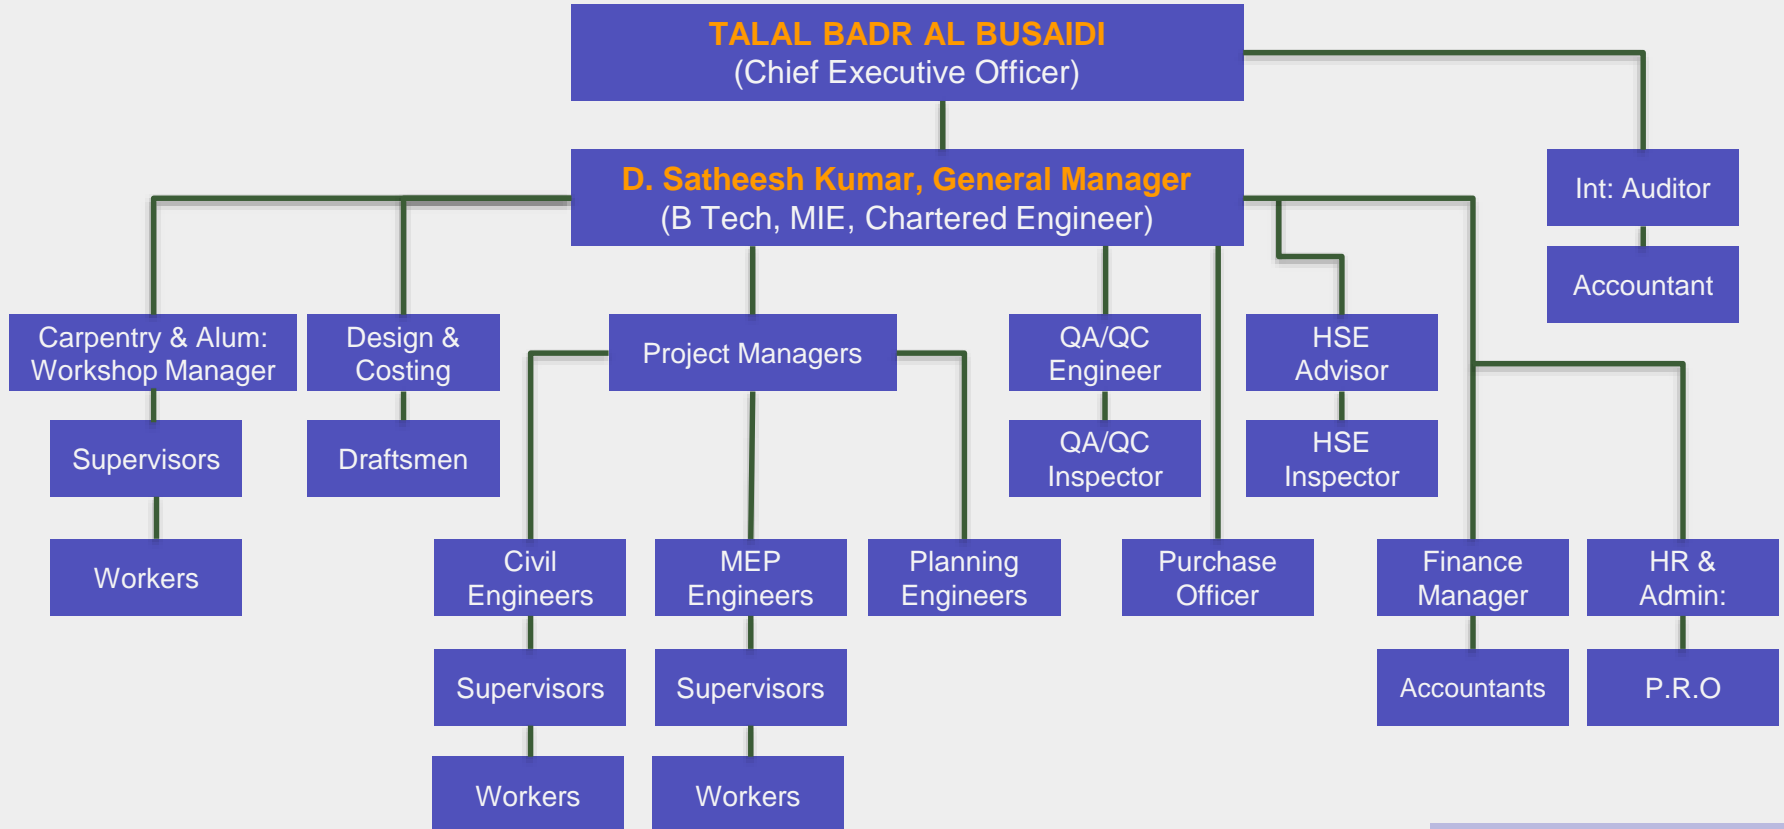 TALAL BADR AL BUSAIDI
(Chief Executive Officer)
D. Satheesh Kumar, General Manager
(B Tech, MIE, Chartered Engineer)
Int: Auditor
Accountant
Carpentry & Alum:
Workshop Manager
Design &
Costing
Project Managers
QA/QC
Engineer
HSE
Advisor
Supervisors
Draftsmen
QA/QC
Inspector
HSE
Inspector
Workers
Civil
Engineers
MEP
Engineers
Planning
Engineers
Purchase
Officer
Finance
Manager
HR &
Admin:
Supervisors
Supervisors
Accountants
P.R.O
Workers
Workers